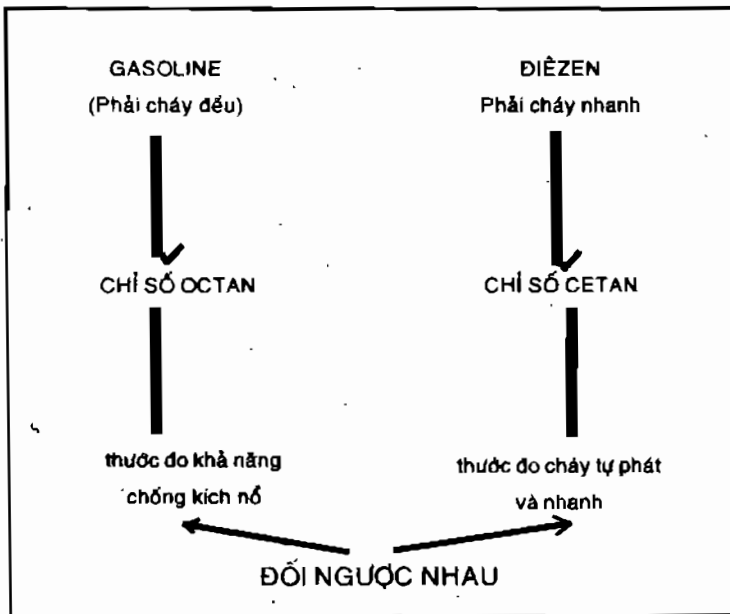 GASOLINE
(Phải cháy đều)
CHỈ SỐ OCTAN
thước đo khả năng
chống kích nổ
ĐIÊZEN
Phải cháy nhanh
CHỈ SỐ CETAN
thước đo cháy tự phát
và nhanh
ĐỐI NGƯỢC NHAU